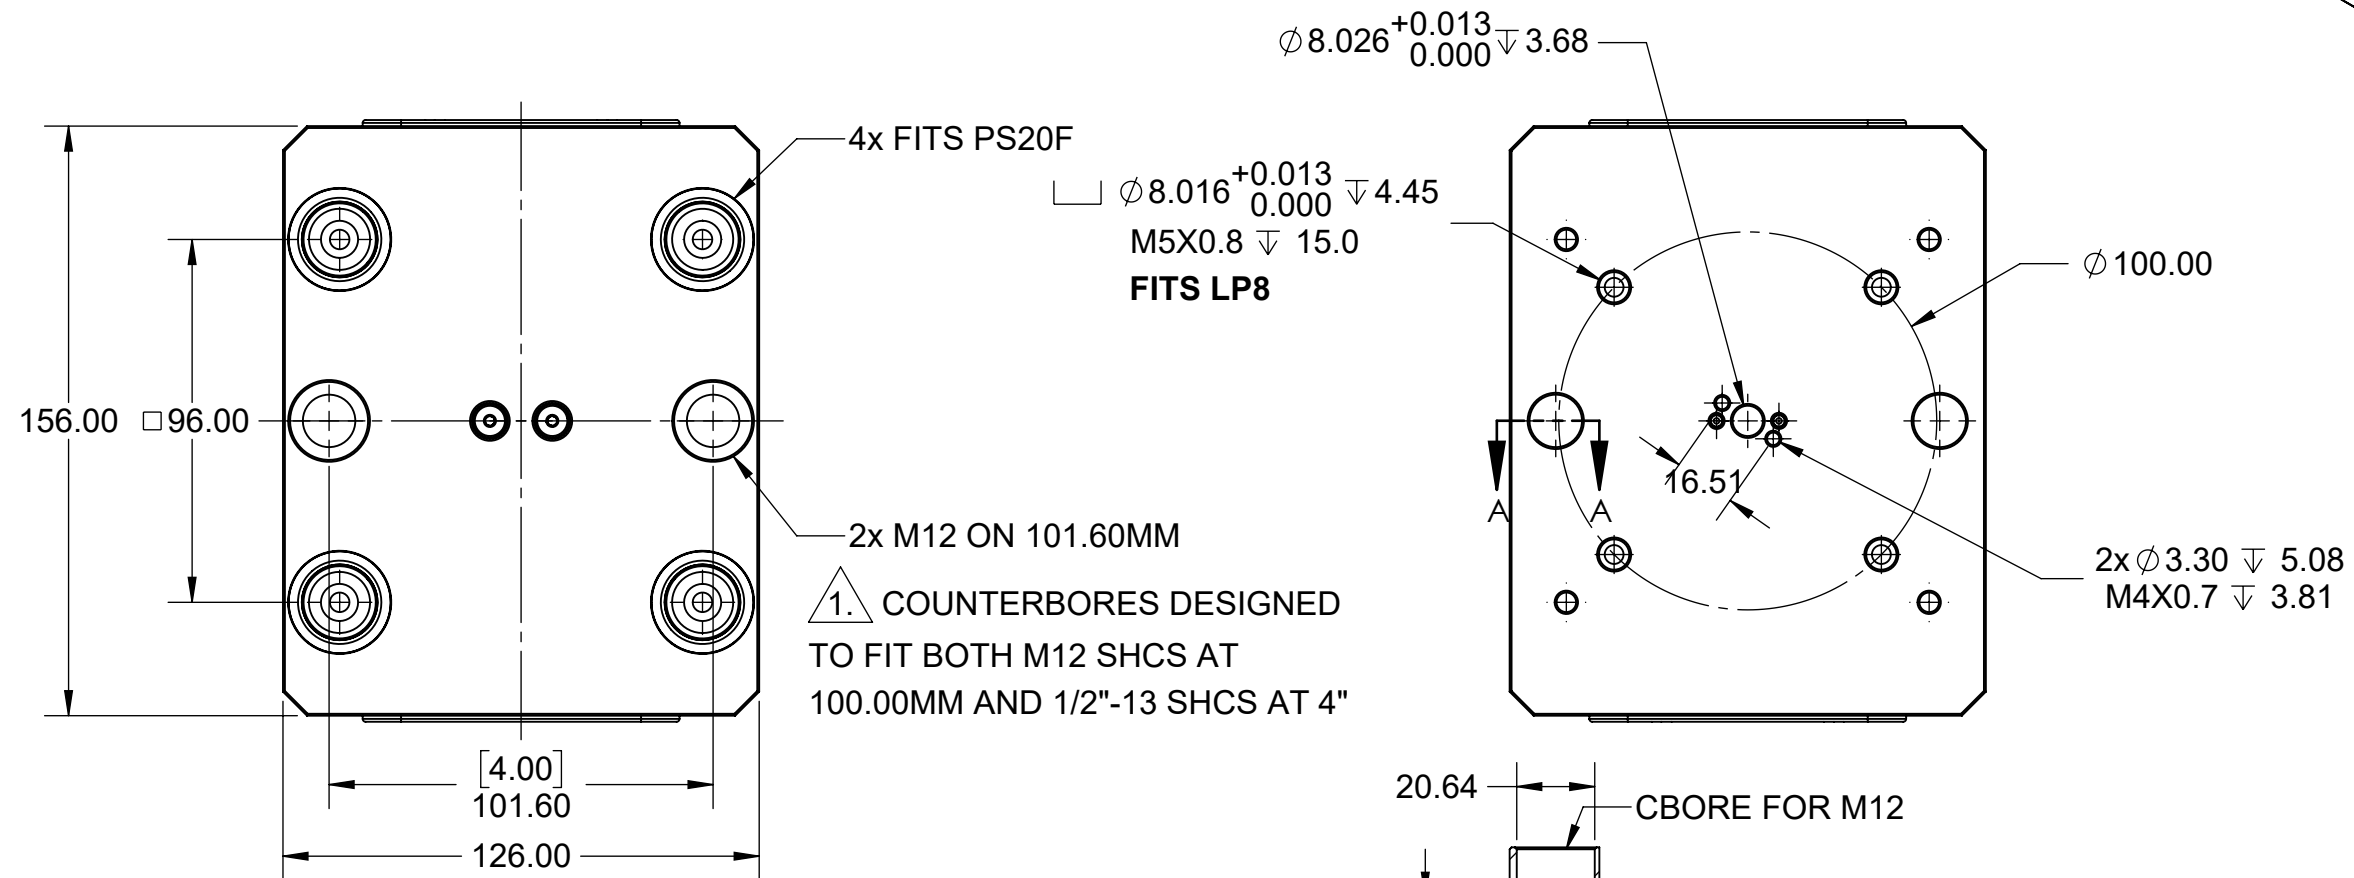 ⌀8.026 +0.013 0.000 ↧ 3.68
4x FITS PS20F
⌴ ⌀8.016 +0.013 0.000 ↧ 4.45
M5X0.8 ↧ 15.0
FITS LP8
⌀100.00
156.00
□96.00
16.51
A A
2x M12 ON 101.60MM
1. COUNTERBORES DESIGNED
TO FIT BOTH M12 SHCS AT
100.00MM AND 1/2"-13 SHCS AT 4"
2x ⌀3.30 ↧ 5.08
M4X0.7 ↧ 3.81
[4.00]
101.60
126.00
20.64
CBORE FOR M12